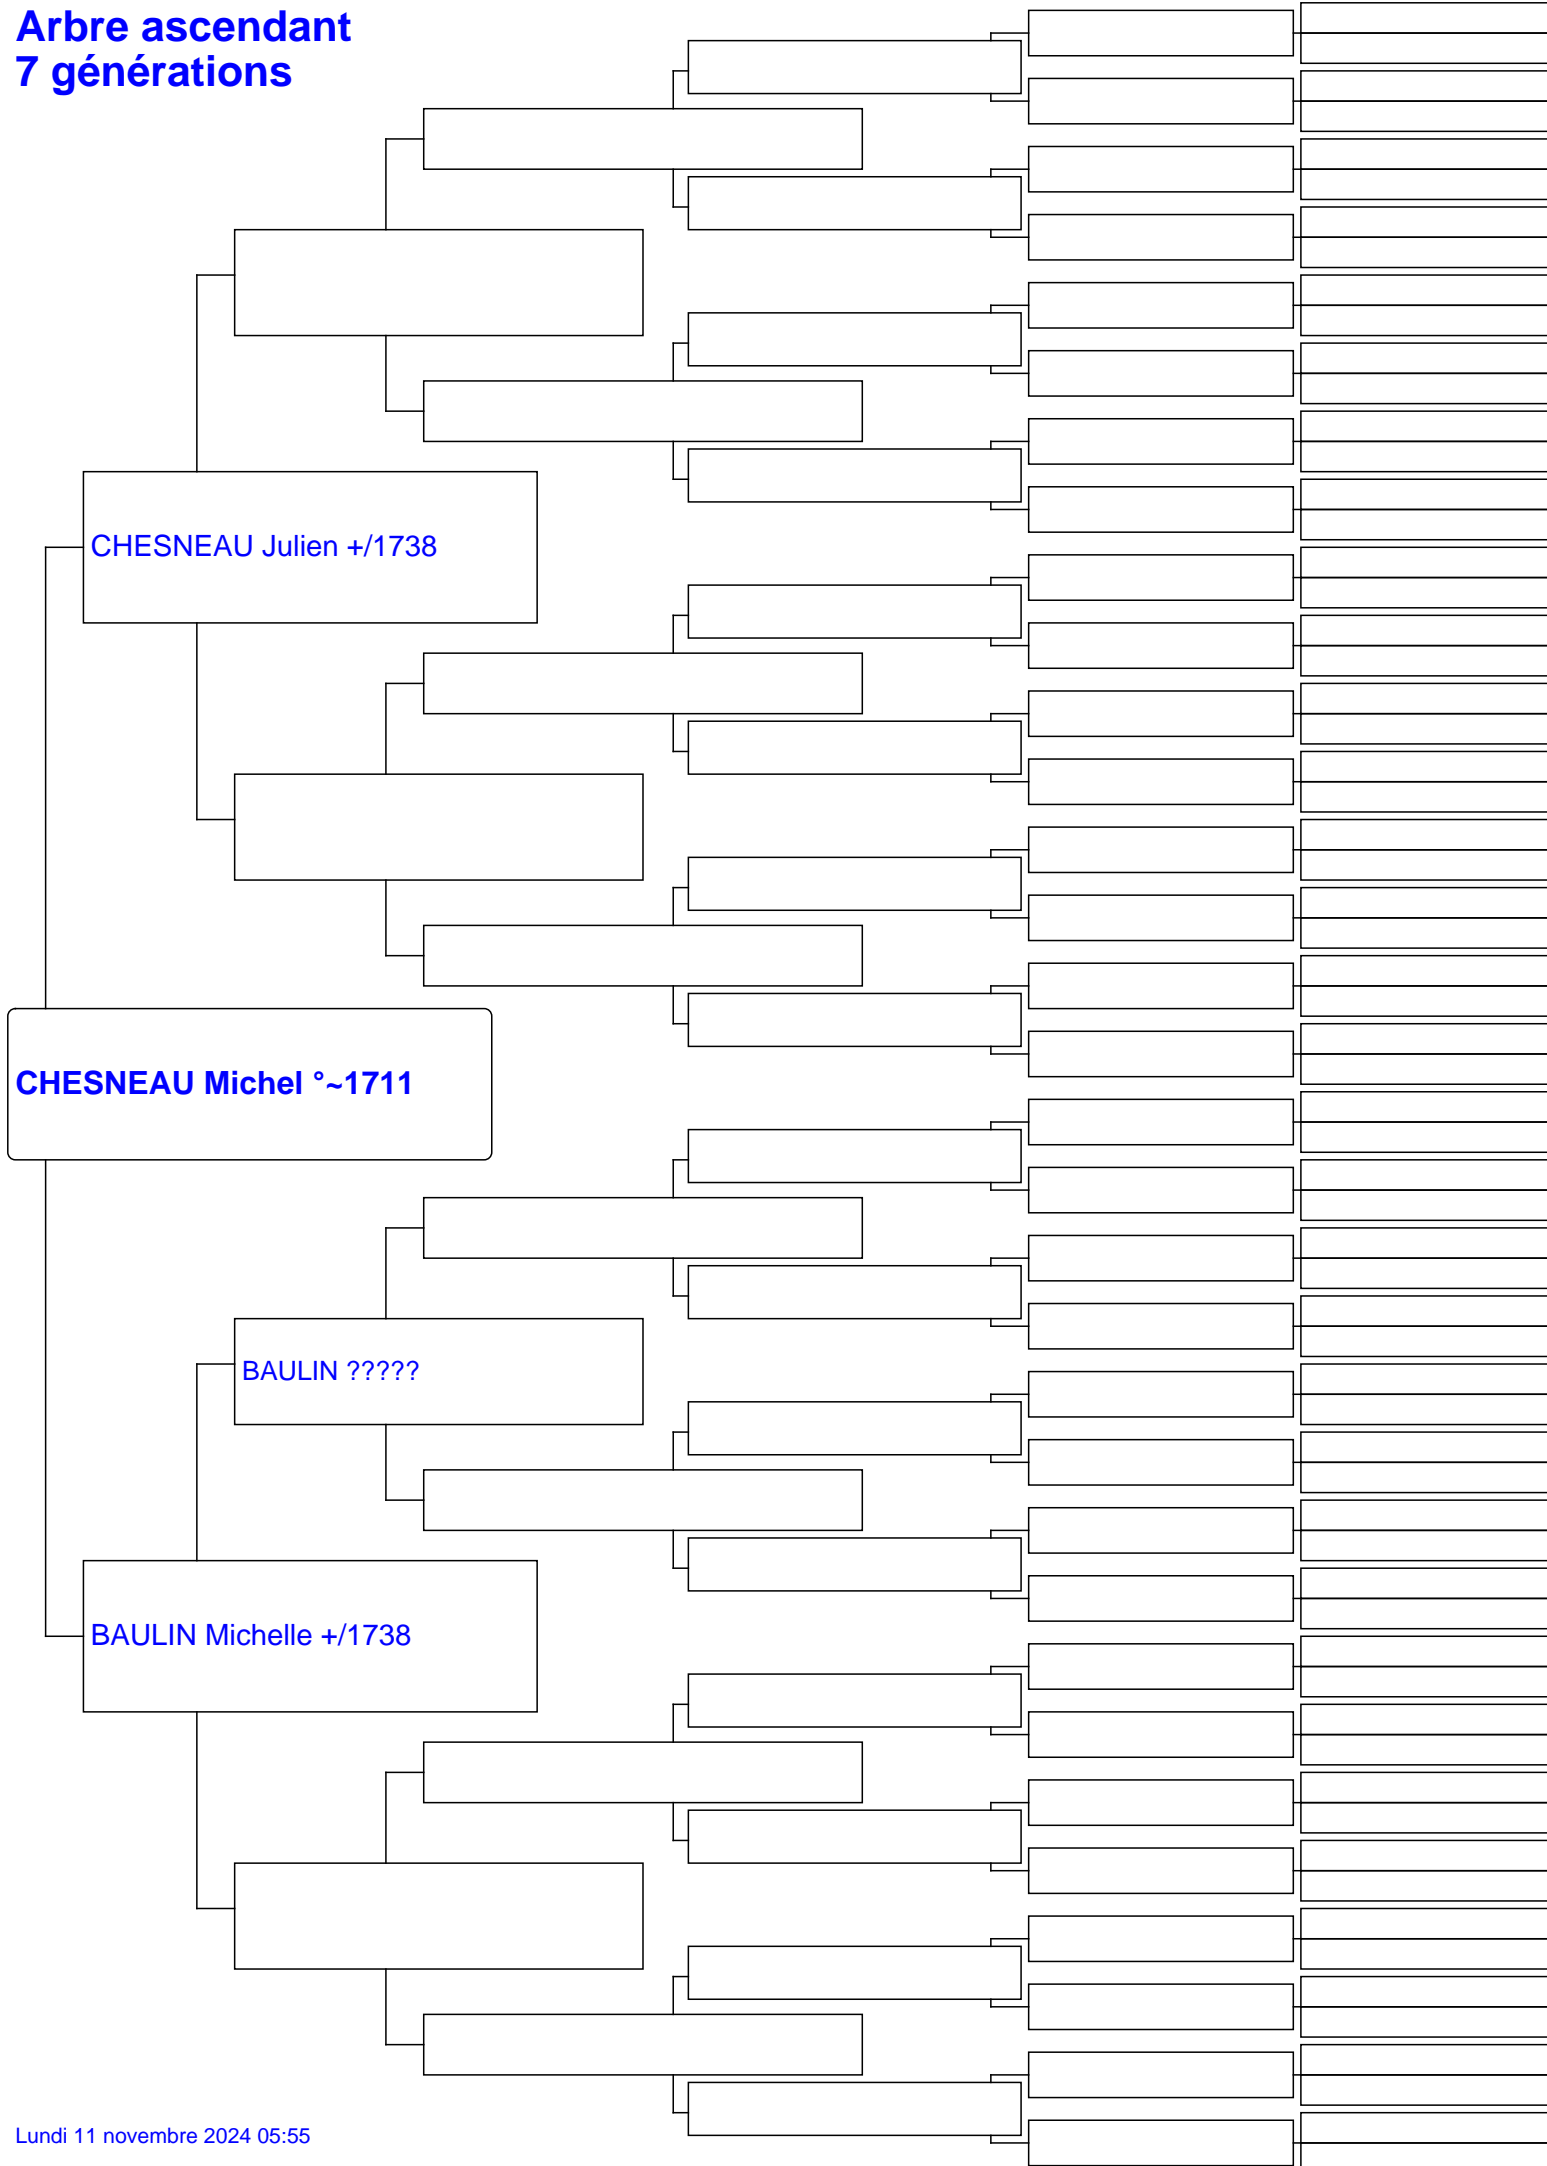 Arbre ascendant
7 générations
CHESNEAU Julien +/1738
CHESNEAU Michel °~1711
BAULIN ?????
BAULIN Michelle +/1738
Lundi 11 novembre 2024 05:55